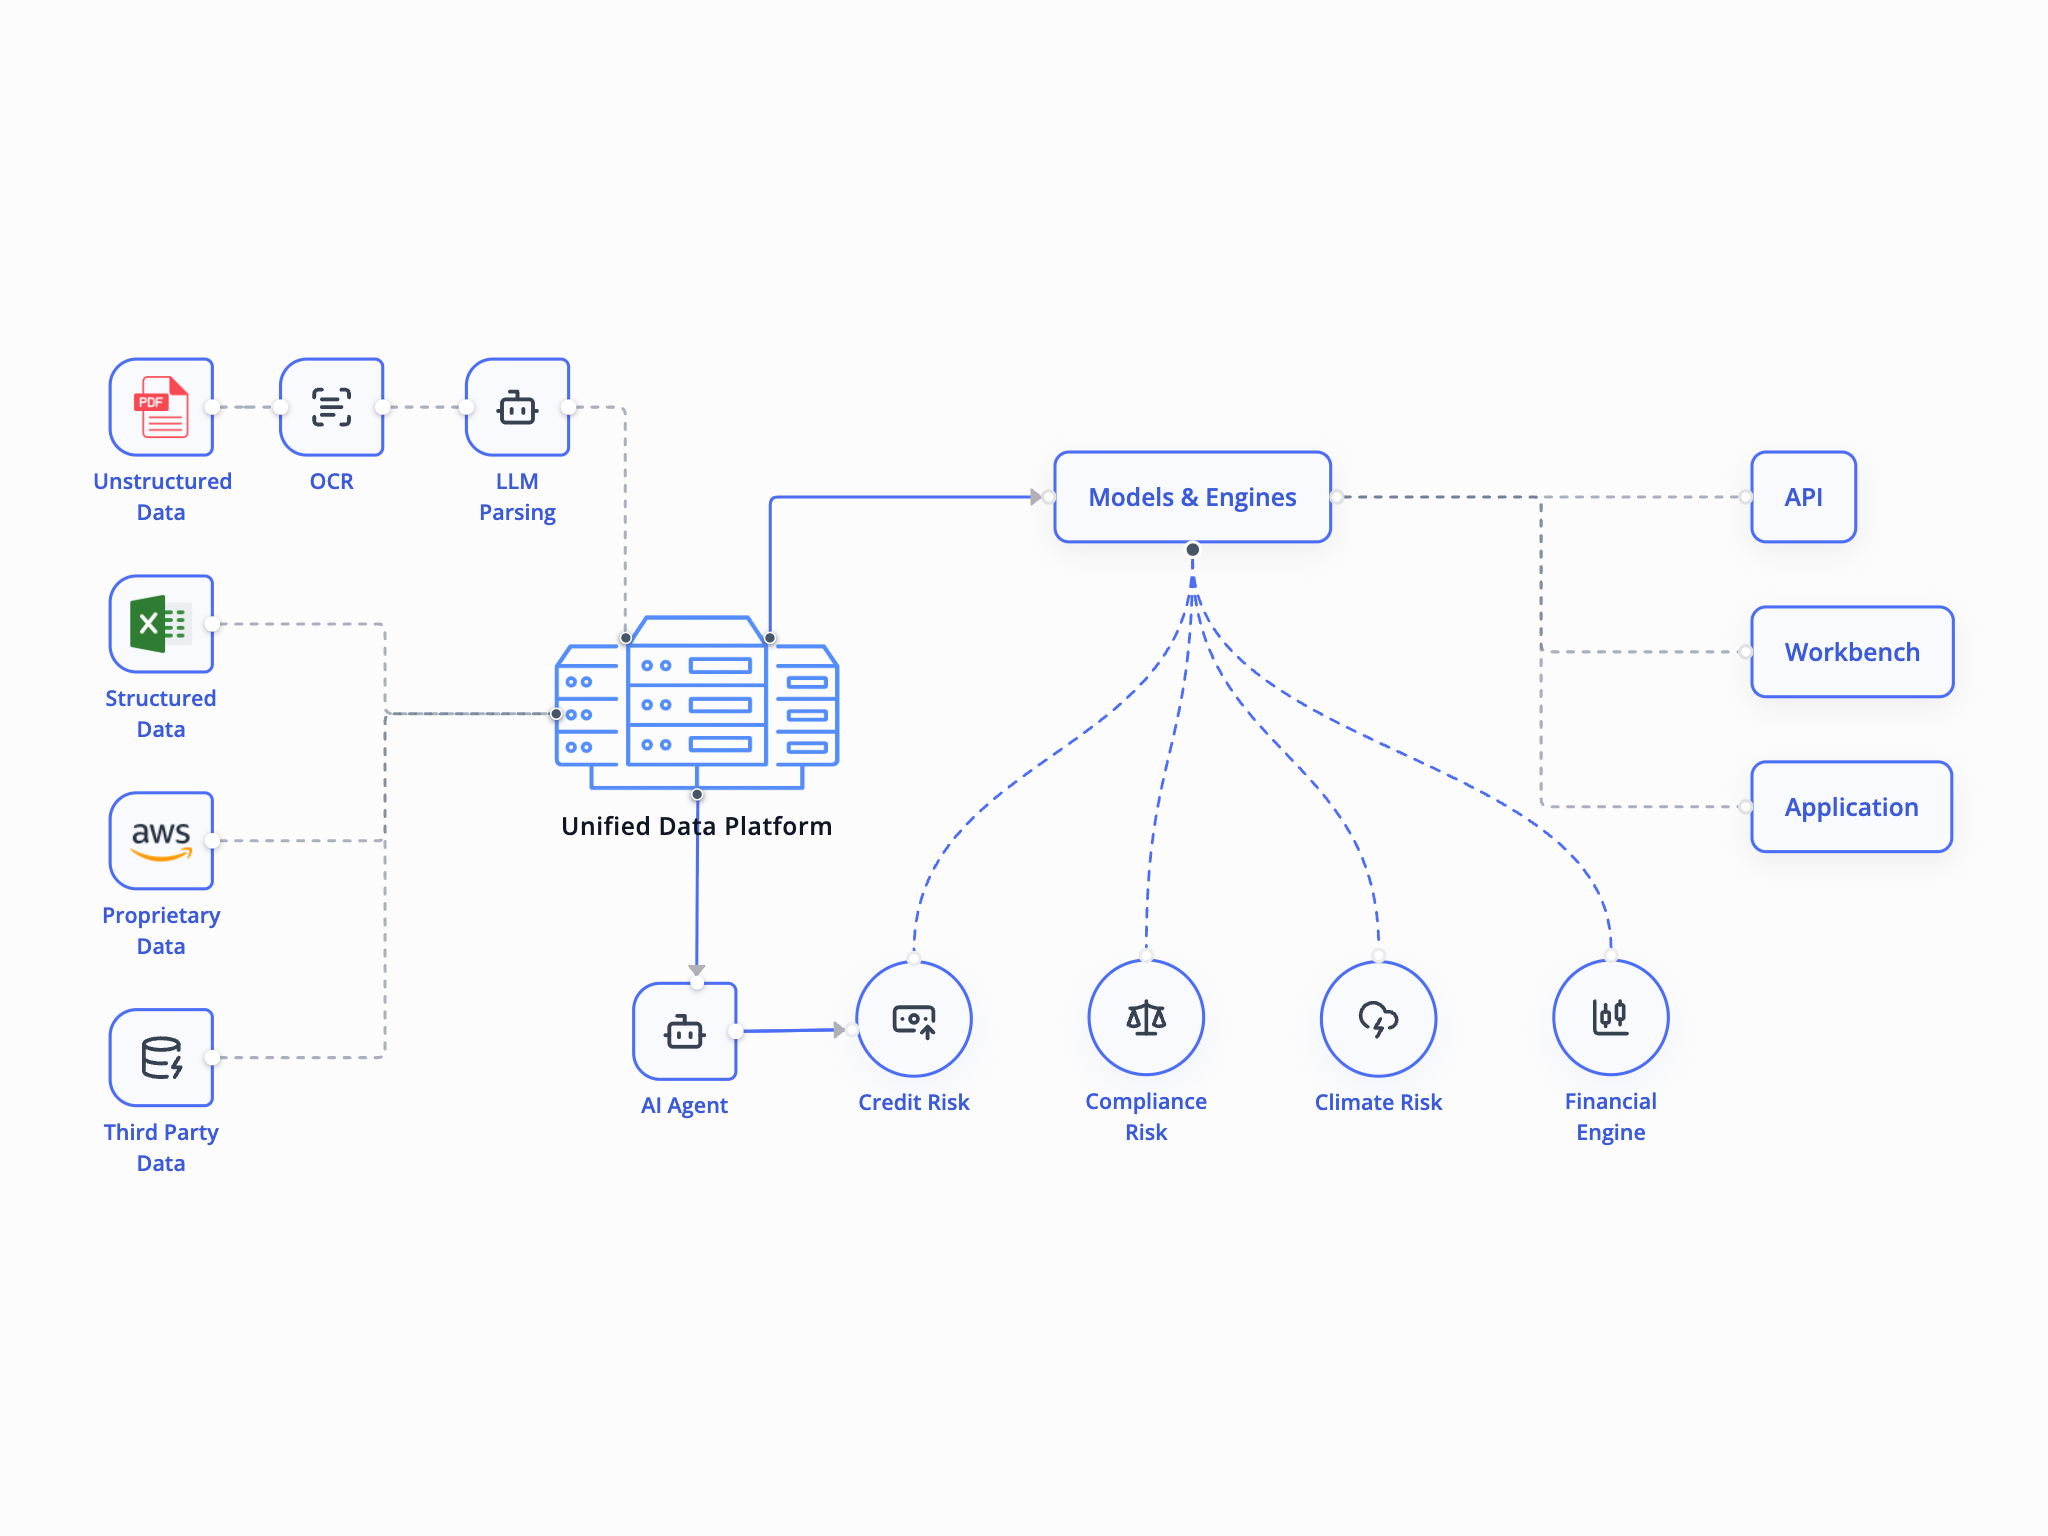 PDF
Unstructured
Data
OCR
LLM
Parsing
X
Structured
Data
aws
Proprietary
Data
Third Party
Data
Unified Data Platform
AI Agent
Models & Engines
Credit Risk
Compliance
Risk
Climate Risk
Financial
Engine
API
Workbench
Application